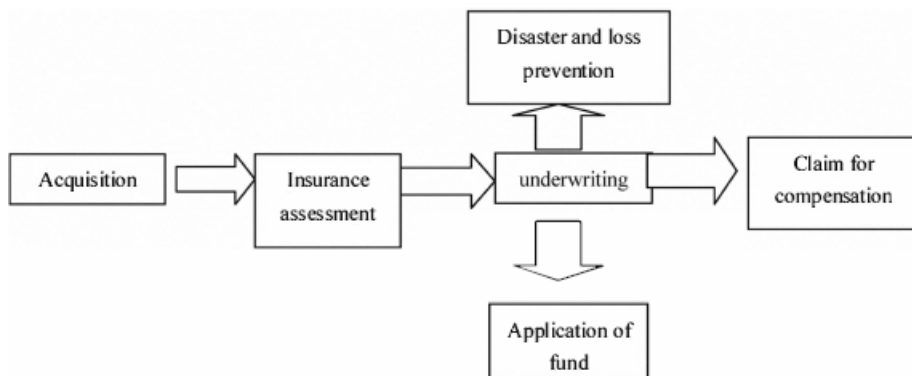 Disaster and loss
prevention
Acquisition
Insurance
assessment
underwriting
Claim for
compensation
Application of
fund